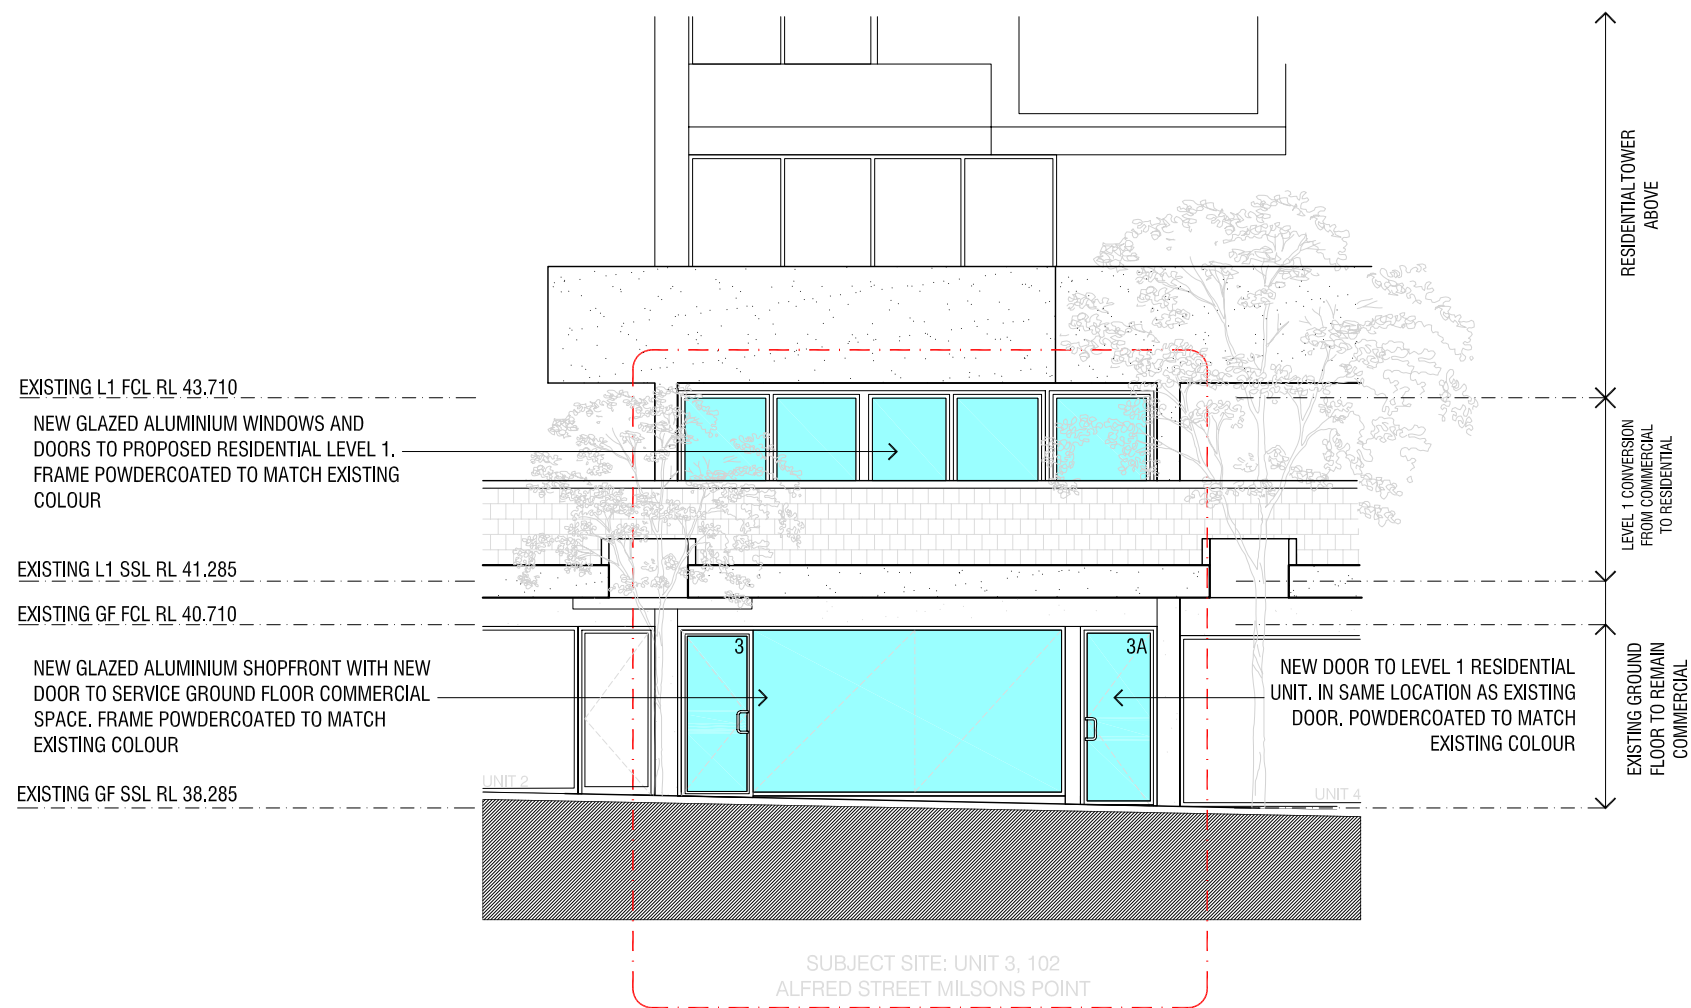 EXISTING L1 FCL RL 43.710
NEW GLAZED ALUMINIUM WINDOWS AND
DOORS TO PROPOSED RESIDENTIAL LEVEL 1.
FRAME POWDERCOATED TO MATCH EXISTING
COLOUR
EXISTING L1 SSL RL 41.285
EXISTING GF FCL RL 40.710
NEW GLAZED ALUMINIUM SHOPFRONT WITH NEW
DOOR TO SERVICE GROUND FLOOR COMMERCIAL
SPACE. FRAME POWDERCOATED TO MATCH
EXISTING COLOUR
EXISTING GF SSL RL 38.285
UNIT 2
3
3A
UNIT 4
NEW DOOR TO LEVEL 1 RESIDENTIAL
UNIT. IN SAME LOCATION AS EXISTING
DOOR. POWDERCOATED TO MATCH
EXISTING COLOUR
RESIDENTIAL TOWER
ABOVE
LEVEL 1 CONVERSION
FROM COMMERCIAL
TO RESIDENTIAL
EXISTING GROUND
FLOOR TO REMAIN
COMMERCIAL
SUBJECT SITE: UNIT 3, 102
ALFRED STREET MILSONS POINT